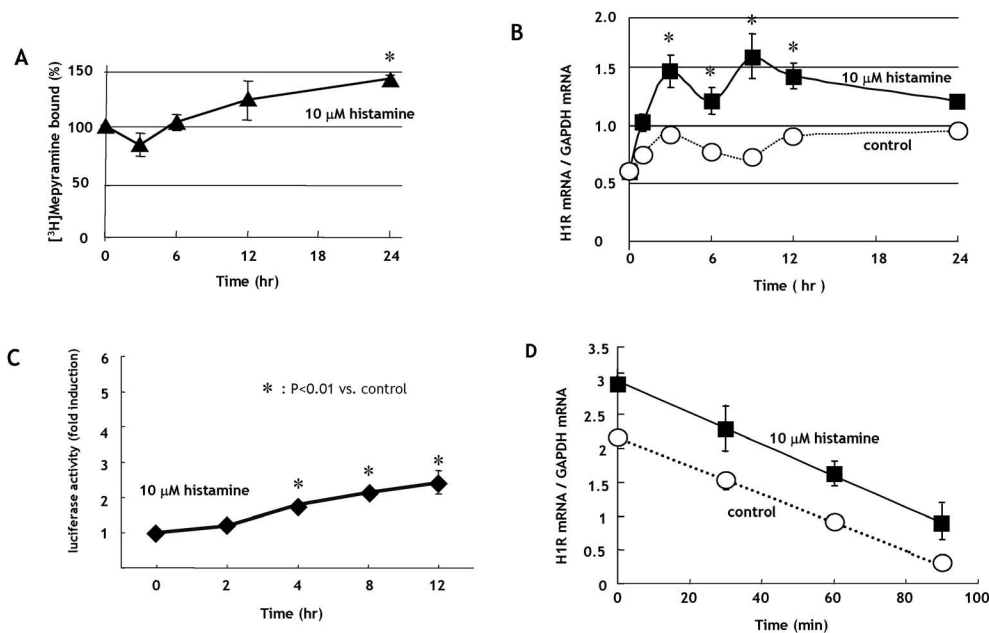 A
[³H]Mepyramine bound (%)
150
100
50
0
*
10 μM histamine
0 6 12 18 24
Time (hr)
B
H1R mRNA / GAPDH mRNA
2.0
1.5
1.0
0.5
0
* * * *
10 μM histamine
control
0 6 12 18 24
Time ( hr )
C
luciferase activity (fold induction)
6
5
4
3
2
1
* : P<0.01 vs. control
10 μM histamine
* * *
0 2 4 8 12
Time (hr)
D
H1R mRNA / GAPDH mRNA
3.5
3
2.5
2
1.5
1
0.5
0
10 μM histamine
control
0 20 40 60 80 100
Time (min)